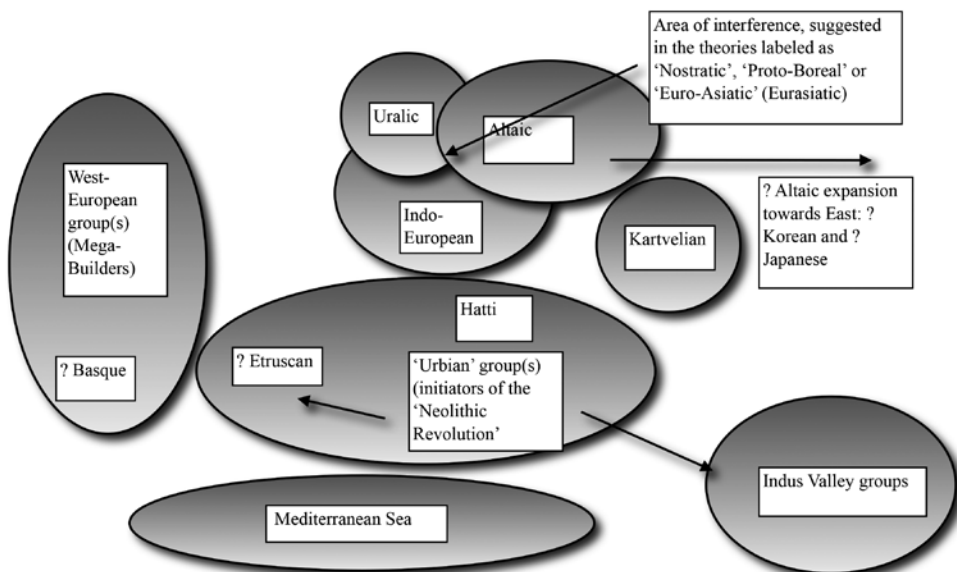 Area of interference, suggested
in the theories labeled as
‘Nostratic’, ‘Proto-Boreal’ or
‘Euro-Asiatic’ (Eurasiatic)
Uralic
Altaic
West-
European
group(s)
(Mega-
Builders)
Indo-
European
Kartvelian
? Altaic expansion
towards East: ?
Korean and ?
Japanese
Hatti
? Basque
? Etruscan
‘Urbian’ group(s)
(initiators of the
‘Neolithic
Revolution’
Indus Valley groups
Mediterranean Sea